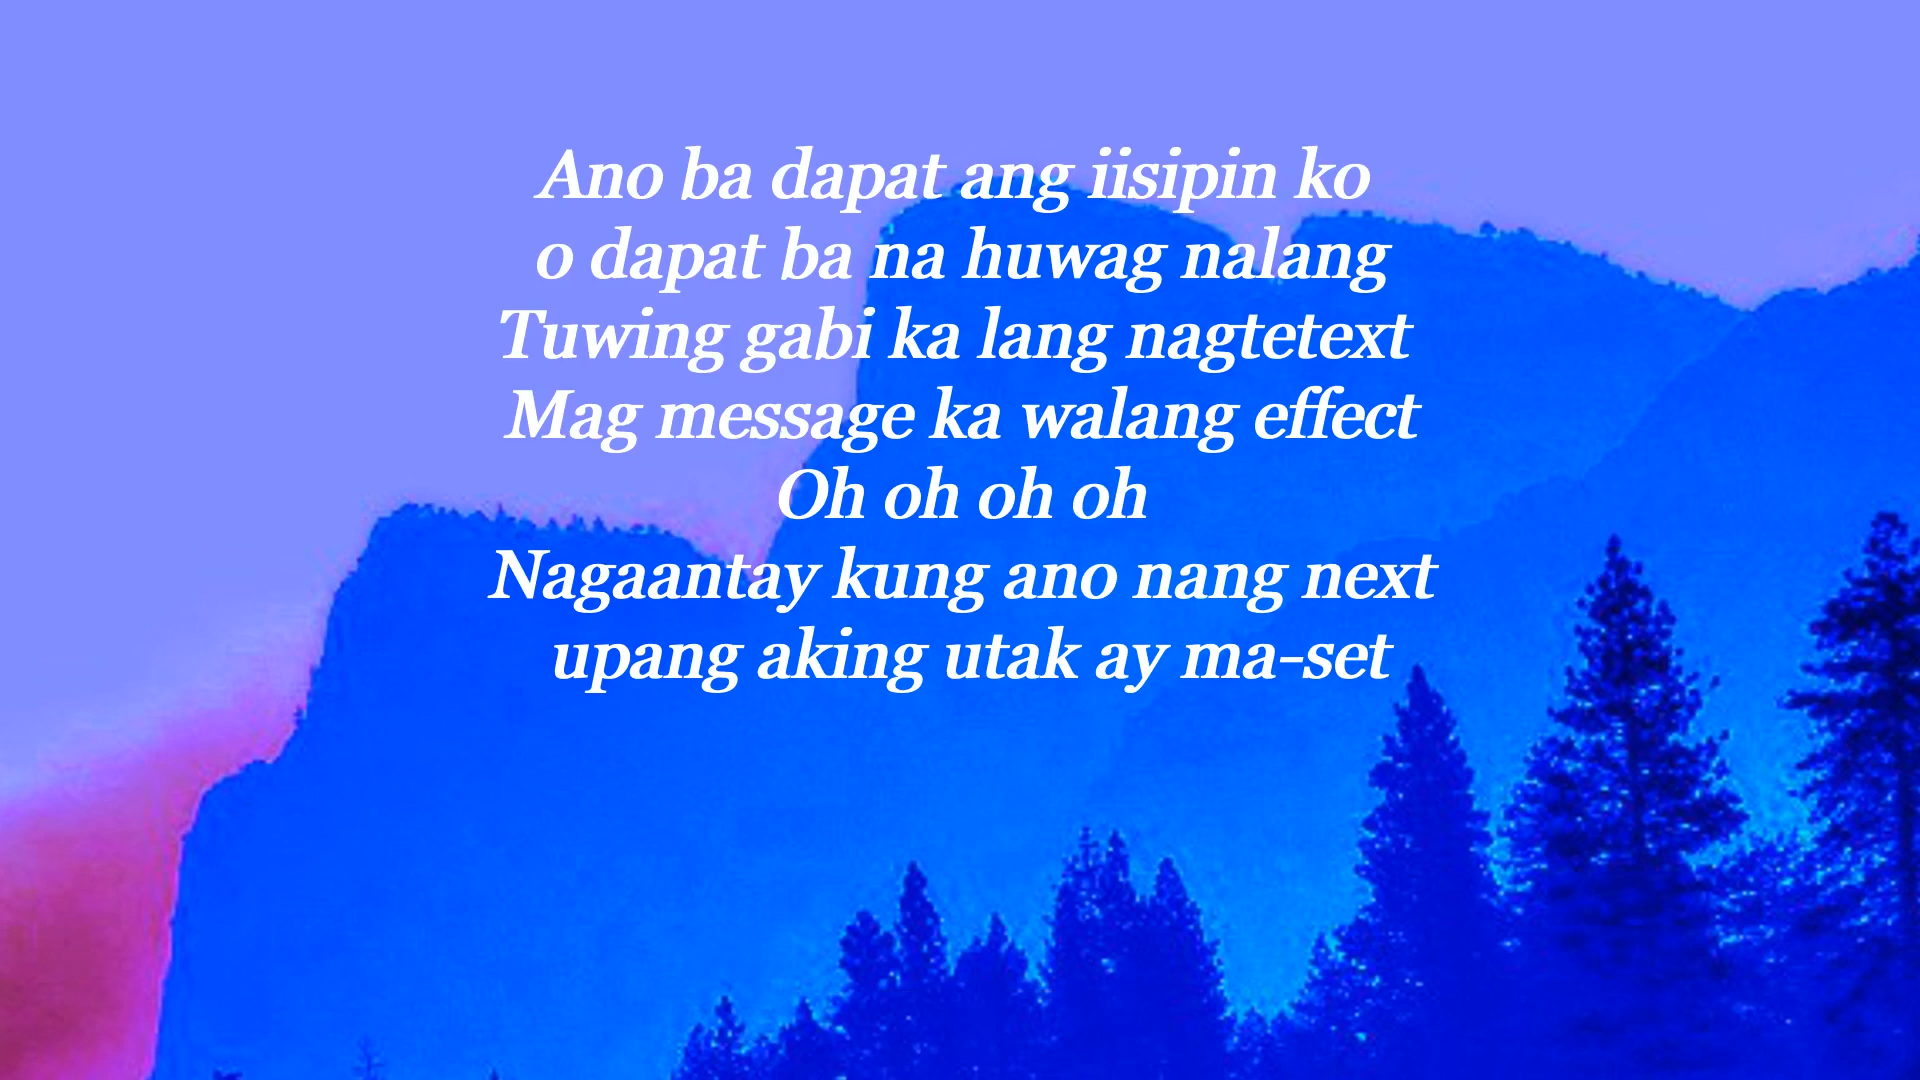 Ano ba dapat ang iisipin ko
o dapat ba na huwag nalang
Tuwing gabi ka lang nagtetext
Mag message ka walang effect
Oh oh oh oh
Nagaantay kung ano nang next
upang aking utak ay ma-set